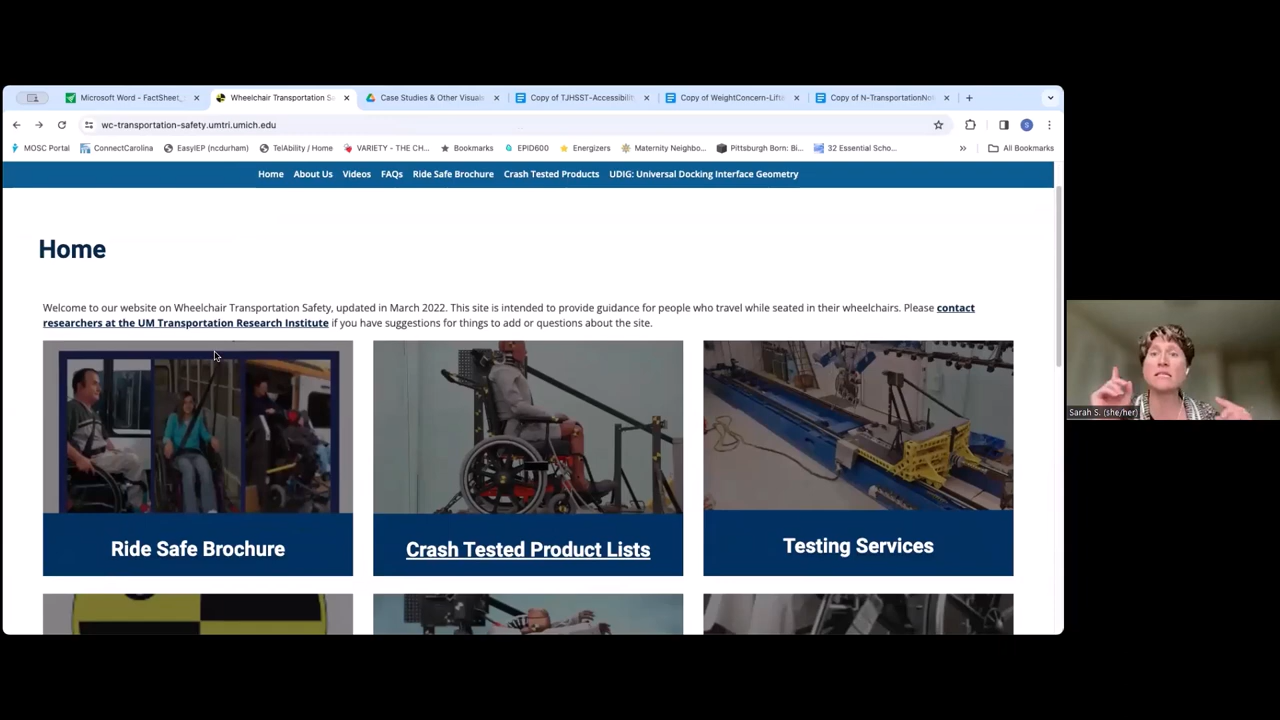 Microsoft Word - FactSheet_
Wheelchair Transportation Sa
Case Studies & Other Visuals
Copy of TJHSST-Accessibilit
Copy of WeightConcern-Lift
Copy of N-TransportationNo
wc-transportation-safety.umtri.umich.edu
S
MOSC Portal
ConnectCarolina
EasyIEP (ncdurham)
TelAbility / Home
VARIETY - THE CH...
Bookmarks
EPID600
Energizers
Maternity Neighbo...
Pittsburgh Born: Bi...
32 Essential Scho...
All Bookmarks
Home
About Us
Videos
FAQs
Ride Safe Brochure
Crash Tested Products
UDIG: Universal Docking Interface Geometry
Home
Welcome to our website on Wheelchair Transportation Safety, updated in March 2022. This site is intended to provide guidance for people who travel while seated in their wheelchairs. Please contact
researchers at the UM Transportation Research Institute if you have suggestions for things to add or questions about the site.
Ride Safe Brochure
Crash Tested Product Lists
Testing Services
Sarah S. (she/her)